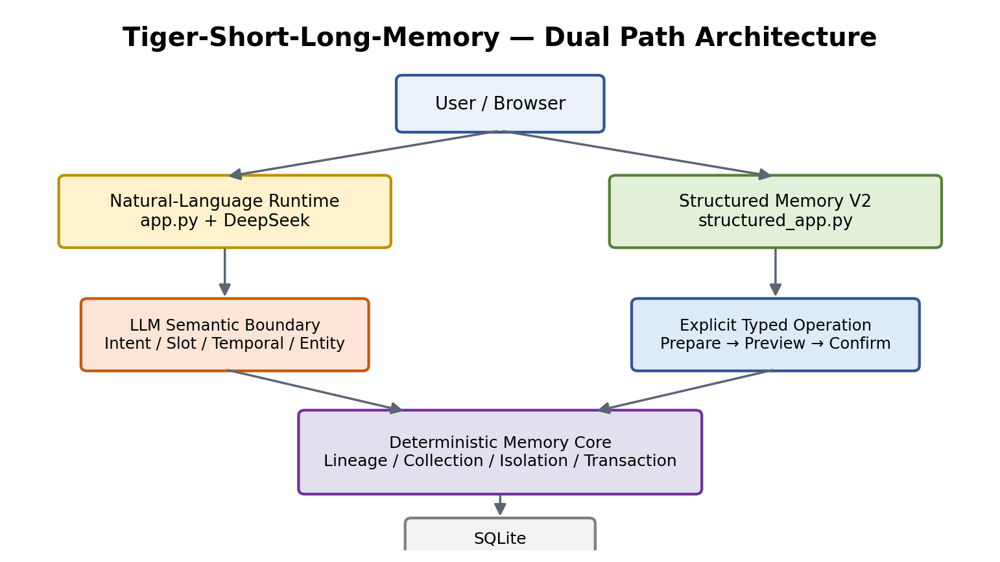 Tiger-Short-Long-Memory — Dual Path Architecture
User / Browser
Natural-Language Runtime
app.py + DeepSeek
Structured Memory V2
structured_app.py
LLM Semantic Boundary
Intent / Slot / Temporal / Entity
Explicit Typed Operation
Prepare → Preview → Confirm
Deterministic Memory Core
Lineage / Collection / Isolation / Transaction
SQLite